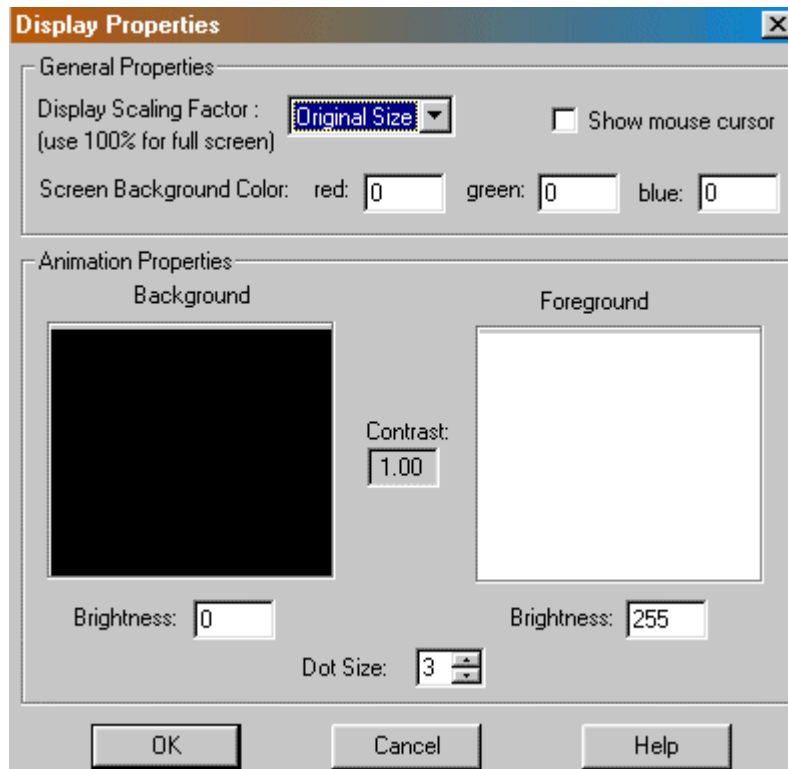 Display Properties
General Properties
Display Scaling Factor : Original Size
(use 100% for full screen)
Show mouse cursor
Screen Background Color: red: 0 green: 0 blue: 0
Animation Properties
Background
Foreground
Contrast:
1.00
Brightness: 0
Brightness: 255
Dot Size: 3
OK Cancel Help